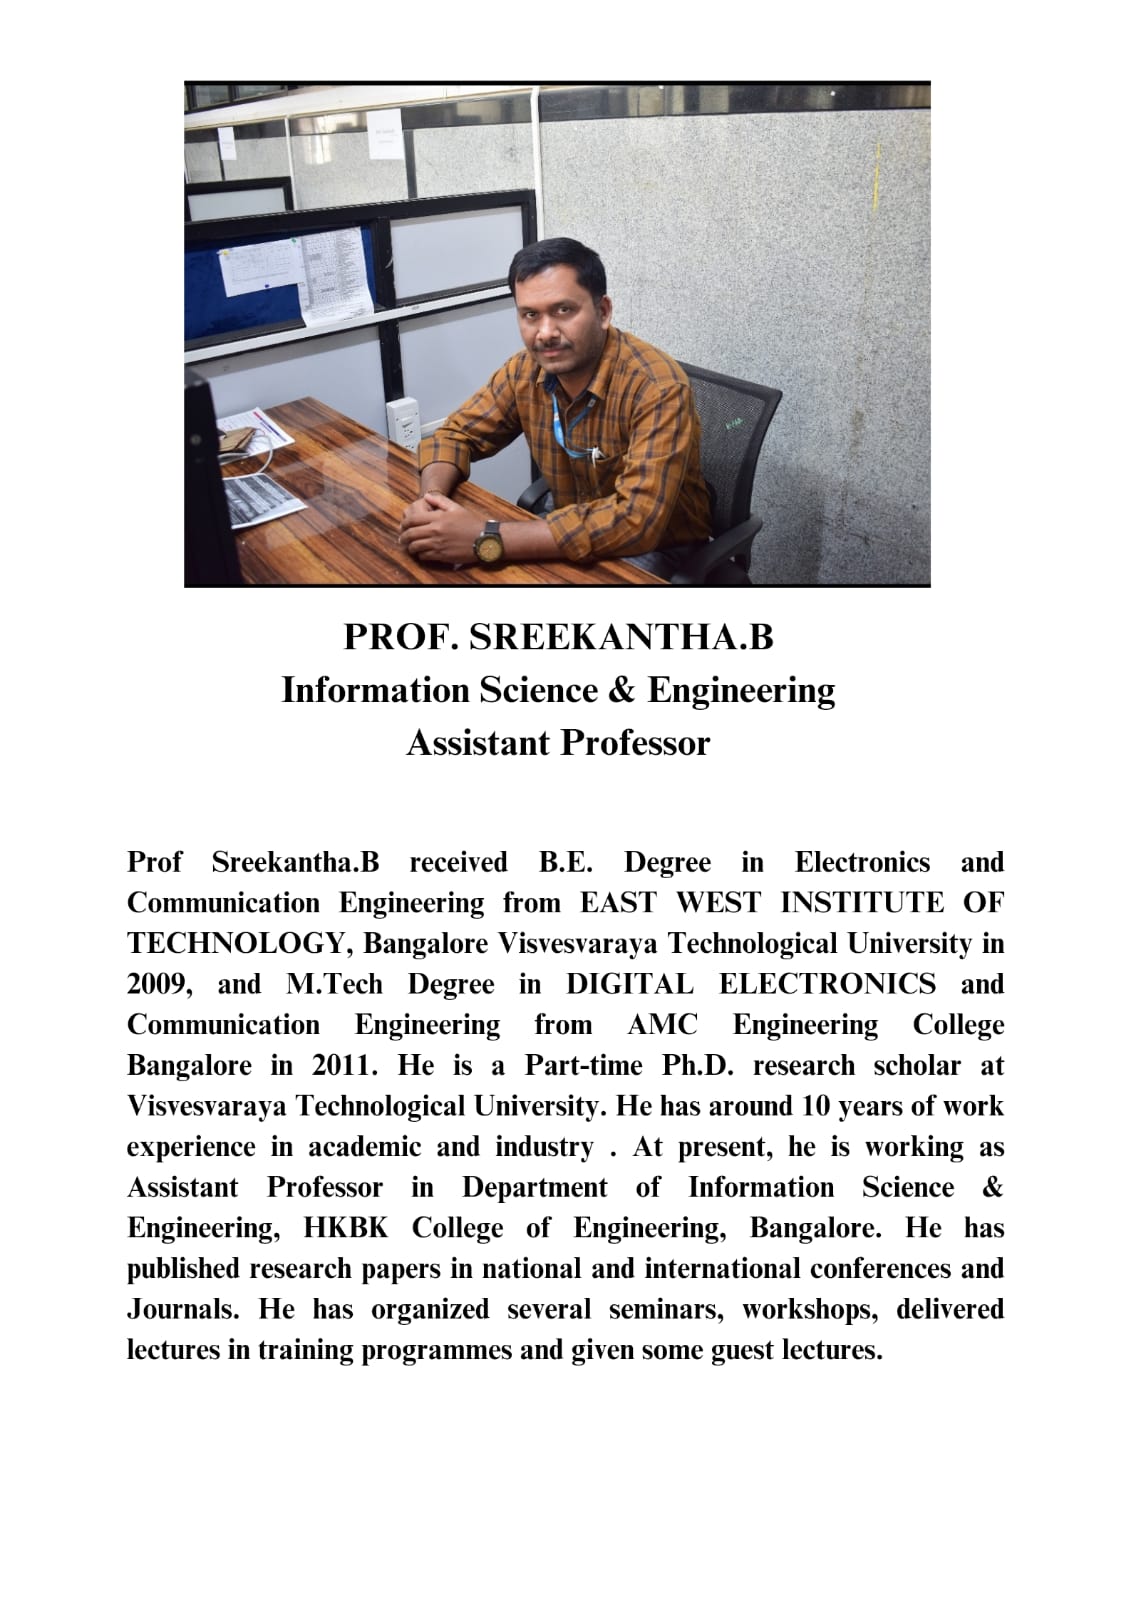 PROF. SREEKANTHA.B
Information Science & Engineering
Assistant Professor
Prof Sreekantha.B received B.E. Degree in Electronics and
Communication Engineering from EAST WEST INSTITUTE OF
TECHNOLOGY, Bangalore Visvesvaraya Technological University in
2009, and M.Tech Degree in DIGITAL ELECTRONICS and
Communication Engineering from AMC Engineering College
Bangalore in 2011. He is a Part-time Ph.D. research scholar at
Visvesvaraya Technological University. He has around 10 years of work
experience in academic and industry . At present, he is working as
Assistant Professor in Department of Information Science &
Engineering, HKBK College of Engineering, Bangalore. He has
published research papers in national and international conferences and
Journals. He has organized several seminars, workshops, delivered
lectures in training programmes and given some guest lectures.